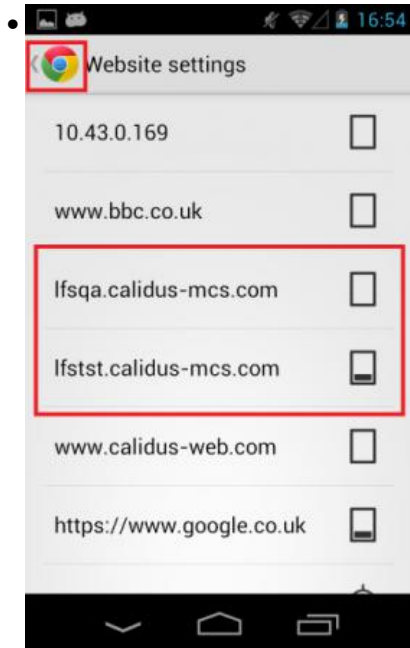 16:54
Website settings
10.43.0.169
www.bbc.co.uk
lfsqa.calidus-mcs.com
lfstst.calidus-mcs.com
www.calidus-web.com
https://www.google.co.uk